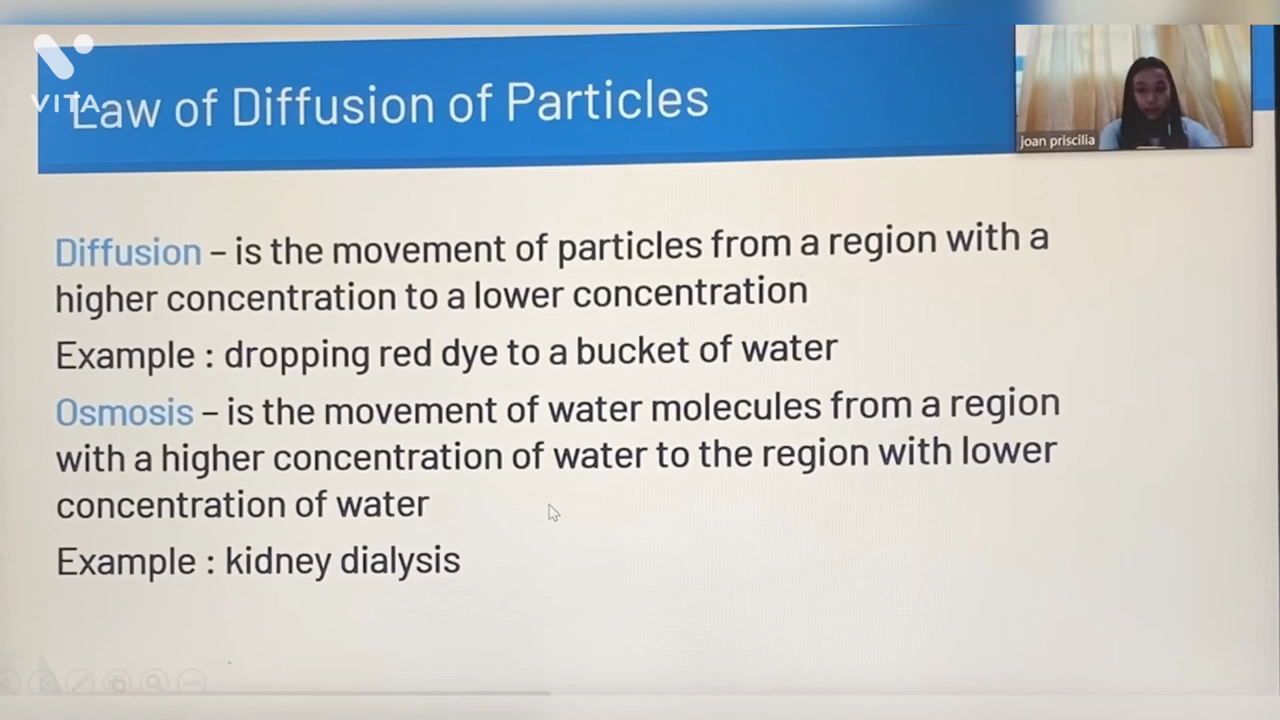 VITA
Law of Diffusion of Particles
joan priscilia
Diffusion – is the movement of particles from a region with a
higher concentration to a lower concentration
Example : dropping red dye to a bucket of water
Osmosis – is the movement of water molecules from a region
with a higher concentration of water to the region with lower
concentration of water
Example : kidney dialysis